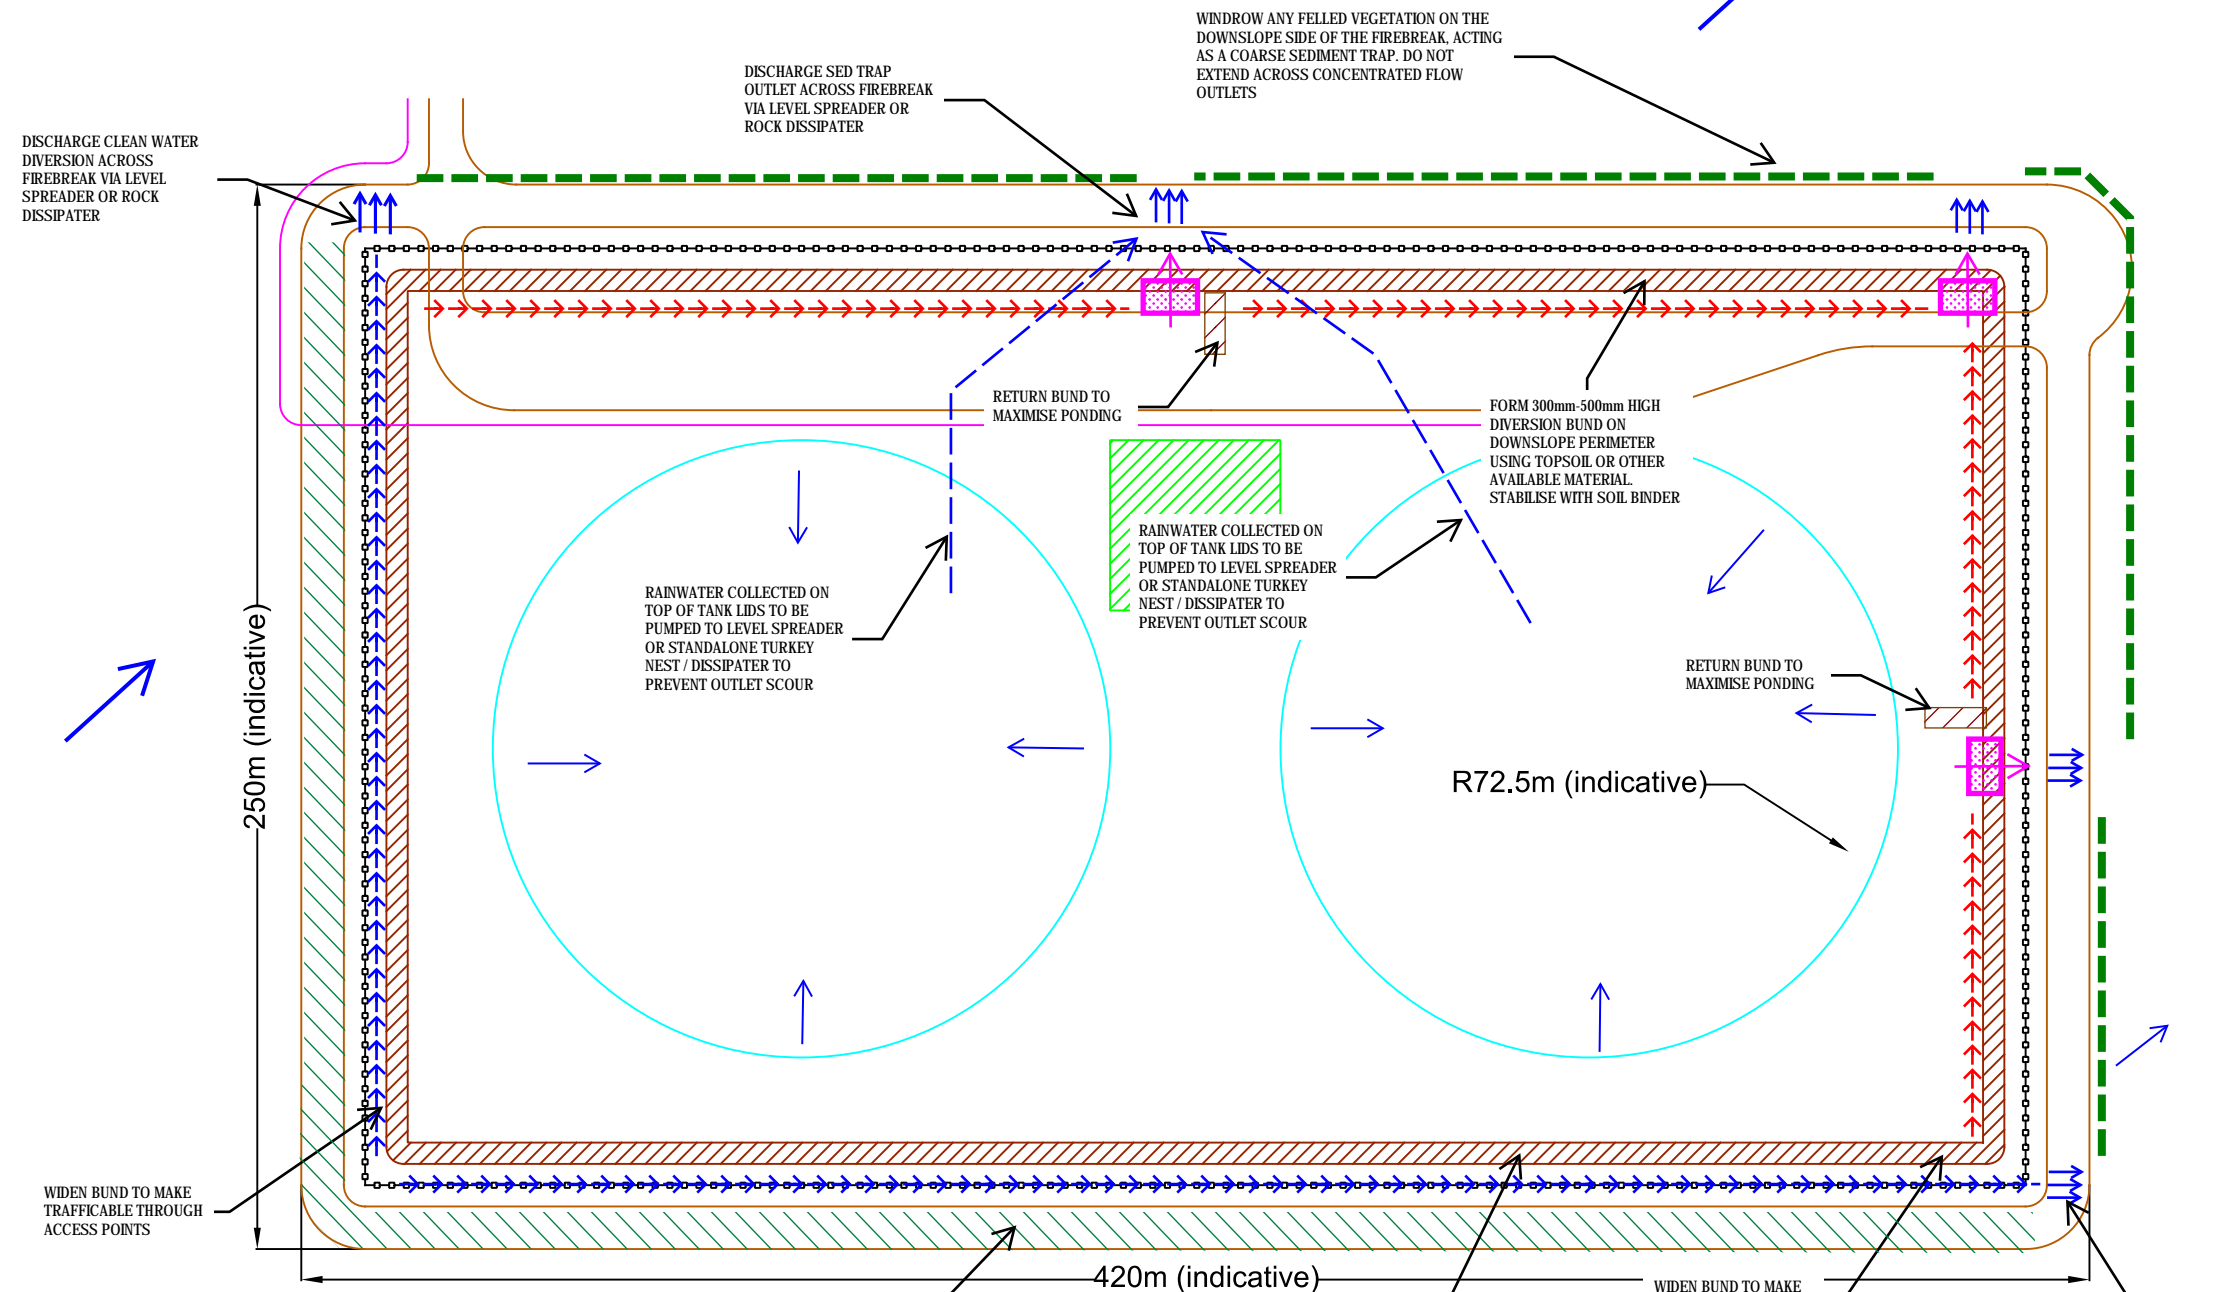 WINDROW ANY FELLED VEGETATION ON THE
DOWNSLOPE SIDE OF THE FIREBREAK, ACTING
AS A COARSE SEDIMENT TRAP. DO NOT
EXTEND ACROSS CONCENTRATED FLOW
OUTLETS
DISCHARGE SED TRAP
OUTLET ACROSS FIREBREAK
VIA LEVEL SPREADER OR
ROCK DISSIPATER
DISCHARGE CLEAN WATER
DIVERSION ACROSS
FIREBREAK VIA LEVEL
SPREADER OR ROCK
DISSIPATER
RETURN BUND TO
MAXIMISE PONDING
FORM 300mm-500mm HIGH
DIVERSION BUND ON
DOWNSLOPE PERIMETER
USING TOPSOIL OR OTHER
AVAILABLE MATERIAL.
STABILISE WITH SOIL BINDER
RAINWATER COLLECTED ON
TOP OF TANK LIDS TO BE
PUMPED TO LEVEL SPREADER
OR STANDALONE TURKEY
NEST / DISSIPATER TO
PREVENT OUTLET SCOUR
RAINWATER COLLECTED ON
TOP OF TANK LIDS TO BE
PUMPED TO LEVEL SPREADER
OR STANDALONE TURKEY
NEST / DISSIPATER TO
PREVENT OUTLET SCOUR
250m (indicative)
RETURN BUND TO
MAXIMISE PONDING
R72.5m (indicative)
WIDEN BUND TO MAKE
TRAFFICABLE THROUGH
ACCESS POINTS
420m (indicative)
WIDEN BUND TO MAKE